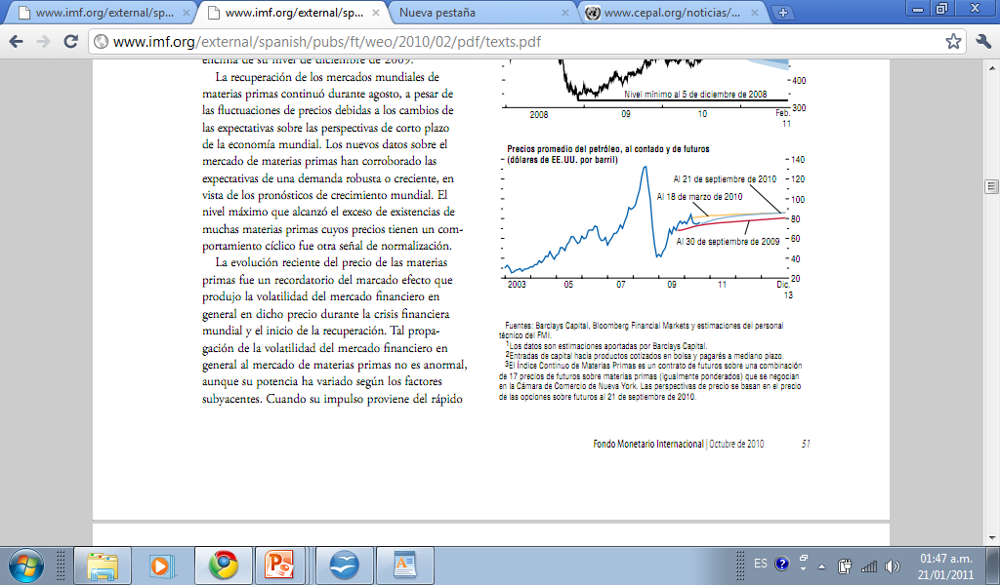 www.imf.org/external/sp...
www.imf.org/external/sp...
Nueva pestaña
www.cepal.org/noticias/...
www.imf.org/external/spanish/pubs/ft/weo/2010/02/pdf/texts.pdf
encima de su nivel de diciembre de 2009.
La recuperación de los mercados mundiales de
materias primas continuó durante agosto, a pesar de
las fluctuaciones de precios debidas a los cambios de
las expectativas sobre las perspectivas de corto plazo
de la economía mundial. Los nuevos datos sobre el
mercado de materias primas han corroborado las
expectativas de una demanda robusta o creciente, en
vista de los pronósticos de crecimiento mundial. El
nivel máximo que alcanzó el exceso de existencias de
muchas materias primas cuyos precios tienen un com-
portamiento cíclico fue otra señal de normalización.
La evolución reciente del precio de las materias
primas fue un recordatorio del marcado efecto que
produjo la volatilidad del mercado financiero en
general en dicho precio durante la crisis financiera
mundial y el inicio de la recuperación. Tal propa-
gación de la volatilidad del mercado financiero en
general al mercado de materias primas no es anormal,
aunque su potencia ha variado según los factores
subyacentes. Cuando su impulso proviene del rápido
400
Nivel mínimo al 5 de diciembre de 2008
300
2008 09 10 Feb.
11
Precios promedio del petróleo, al contado y de futuros
(dólares de EE.UU. por barril)
140
Al 21 de septiembre de 2010
120
Al 18 de marzo de 2010
100
80
60
Al 30 de septiembre de 2009
40
20
2003 05 07 09 11 Dic.
13
Fuentes: Barclays Capital, Bloomberg Financial Markets y estimaciones del personal
técnico del FMI.
1Los datos son estimaciones aportadas por Barclays Capital.
2Entradas de capital hacia productos cotizados en bolsa y pagarés a mediano plazo.
3El Índice Continuo de Materias Primas es un contrato de futuros sobre una combinación
de 17 precios de futuros sobre materias primas (igualmente ponderados) que se negocian
en la Cámara de Comercio de Nueva York. Las perspectivas de precio se basan en el precio
de las opciones sobre futuros al 21 de septiembre de 2010.
Fondo Monetario Internacional | Octubre de 2010 51
ES
01:47 a.m.
21/01/2011